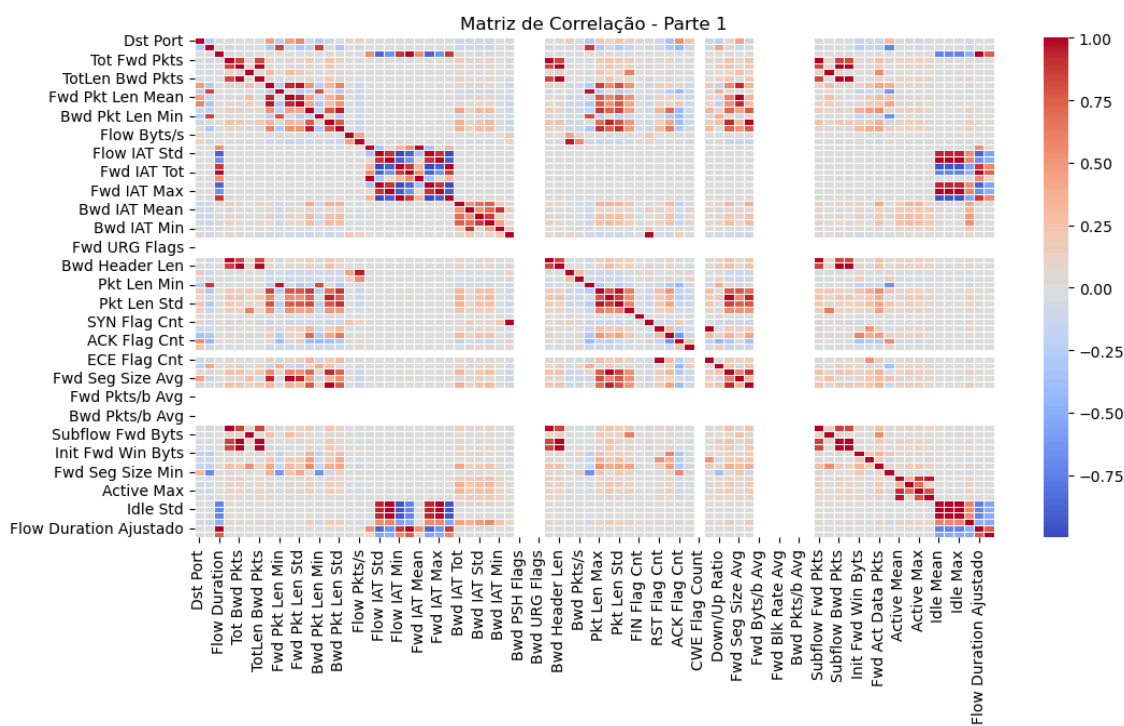 Matriz de Correlação - Parte 1
Dst Port
Tot Fwd Pkts
TotLen Bwd Pkts
Fwd Pkt Len Mean
Bwd Pkt Len Min
Flow Byts/s
Flow IAT Std
Fwd IAT Tot
Fwd IAT Max
Bwd IAT Mean
Bwd IAT Min
Fwd URG Flags
Bwd Header Len
Pkt Len Min
Pkt Len Std
SYN Flag Cnt
ACK Flag Cnt
ECE Flag Cnt
Fwd Seg Size Avg
Fwd Pkts/b Avg
Bwd Pkts/b Avg
Subflow Fwd Byts
Init Fwd Win Byts
Fwd Seg Size Min
Active Max
Idle Std
Flow Duration Ajustado
Dst Port
Flow Duration
Tot Bwd Pkts
TotLen Bwd Pkts
Fwd Pkt Len Min
Fwd Pkt Len Std
Bwd Pkt Len Min
Bwd Pkt Len Std
Flow Pkts/s
Flow IAT Std
Flow IAT Min
Fwd IAT Mean
Fwd IAT Max
Bwd IAT Tot
Bwd IAT Std
Bwd IAT Min
Bwd PSH Flags
Bwd URG Flags
Bwd Header Len
Bwd Pkts/s
Pkt Len Max
Pkt Len Std
FIN Flag Cnt
RST Flag Cnt
ACK Flag Cnt
CWE Flag Count
Down/Up Ratio
Fwd Seg Size Avg
Fwd Byts/b Avg
Fwd Blk Rate Avg
Bwd Pkts/b Avg
Subflow Fwd Pkts
Subflow Bwd Pkts
Init Fwd Win Byts
Fwd Act Data Pkts
Active Mean
Active Max
Idle Mean
Idle Max
Flow Duration Ajustado
1.00
0.75
0.50
0.25
0.00
−0.25
−0.50
−0.75